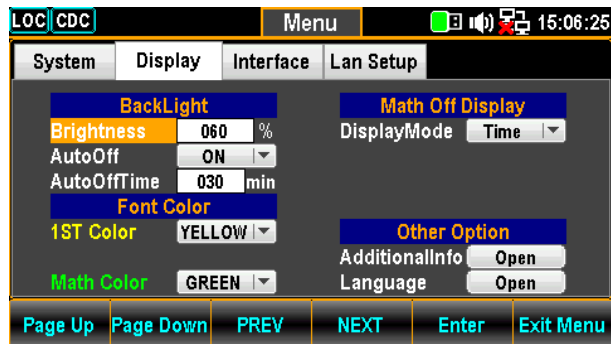 LOC CDC Menu 15:06:25
System Display Interface Lan Setup
BackLight
Brightness 060 %
AutoOff ON
AutoOffTime 030 min
Font Color
1ST Color YELLOW
Math Color GREEN
Math Off Display
DisplayMode Time
Other Option
AdditionalInfo Open
Language Open
Page Up Page Down PREV NEXT Enter Exit Menu